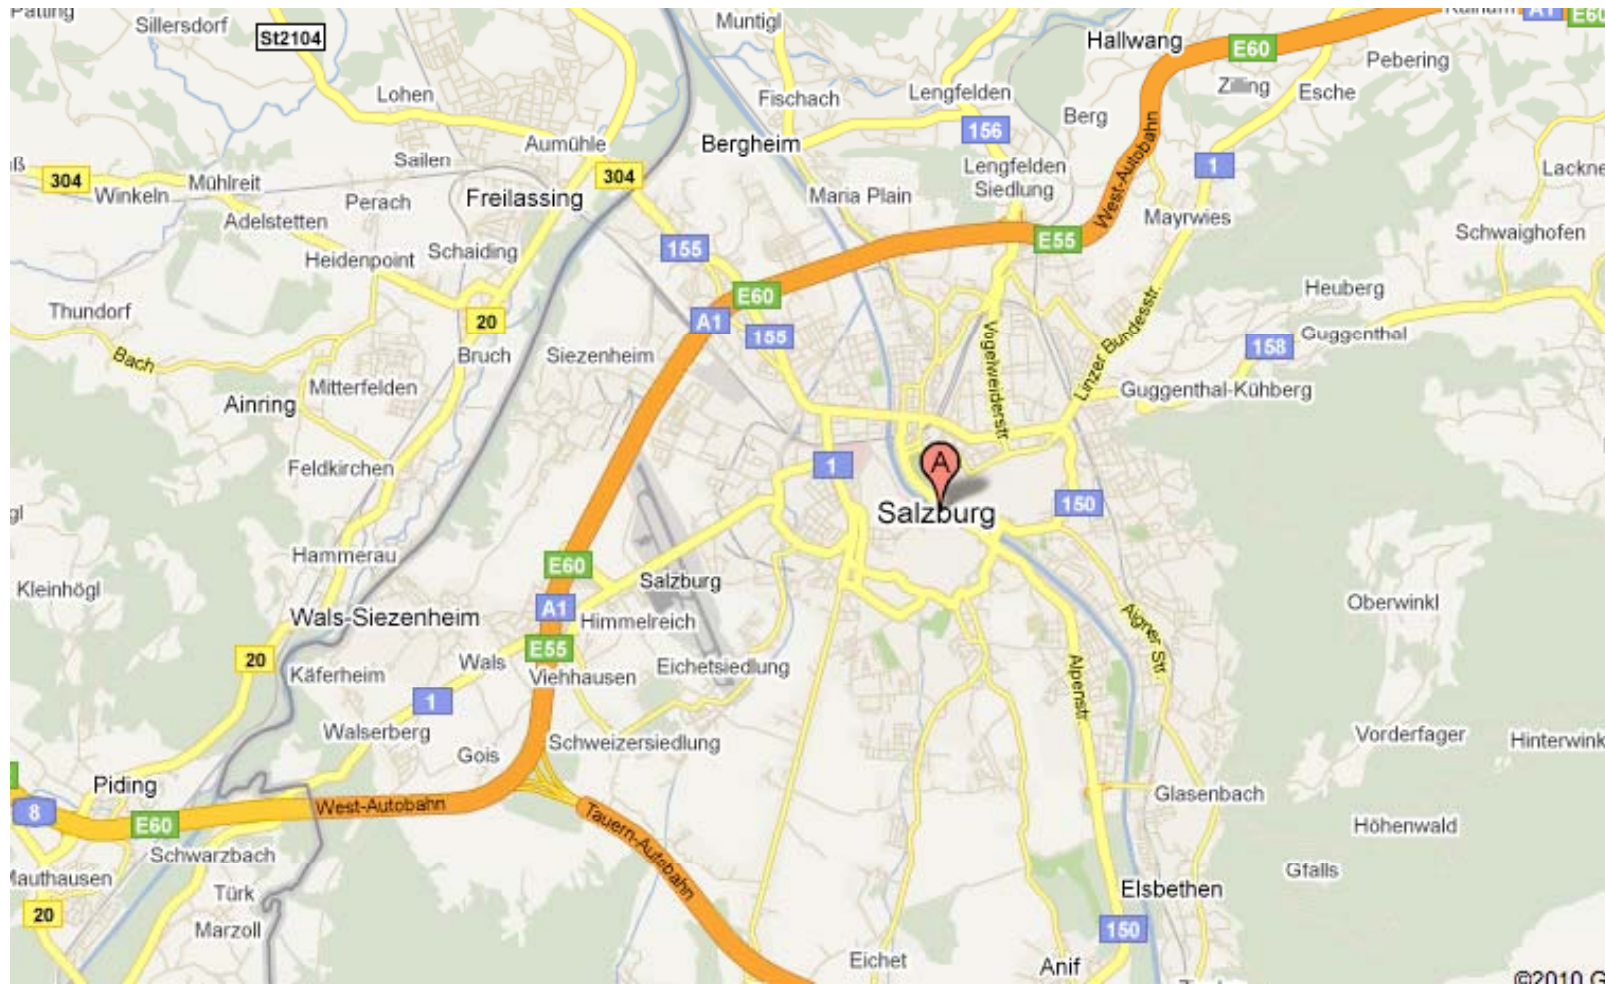 Sillersdorf
St2104
Muntigl
Hallwang
E60
A1
E60
Pebering
Lohen
Fischach
Lengfelden
Zilling
Esche
Berg
Aumühle
Bergheim
156
West-Autobahn
Sailen
Lengfelden
Siedlung
1
304
Winkeln
Mühlreit
Freilassing
304
Maria Plain
Perach
Adelstetten
Mayrwies
155
E55
Schwaighofen
Schaiding
Heidenpoint
Heuberg
Thundorf
20
E60
A1
155
Vogelweiderstr.
Linzer Bundesstr.
158
Guggenthal
Bach
Bruch
Siezenheim
Mitterfelden
Guggenthal-Kühberg
Ainring
Feldkirchen
1
A
150
Salzburg
Hammerau
E60
Salzburg
Kleinhögl
A1
Himmelreich
Oberwinkl
Wals-Siezenheim
Aigner Str.
E55
20
Wals
Viehhausen
Eichetsiedlung
Käferheim
1
Alpenstr.
Walserberg
Schweizersiedlung
Gois
Vorderfager
Piding
Glasenbach
8
E60
West-Autobahn
Tauern-Autobahn
Höhenwald
Schwarzbach
Gfalls
Türk
Elsbethen
20
Marzoll
150
Eichet
Anif
©2010